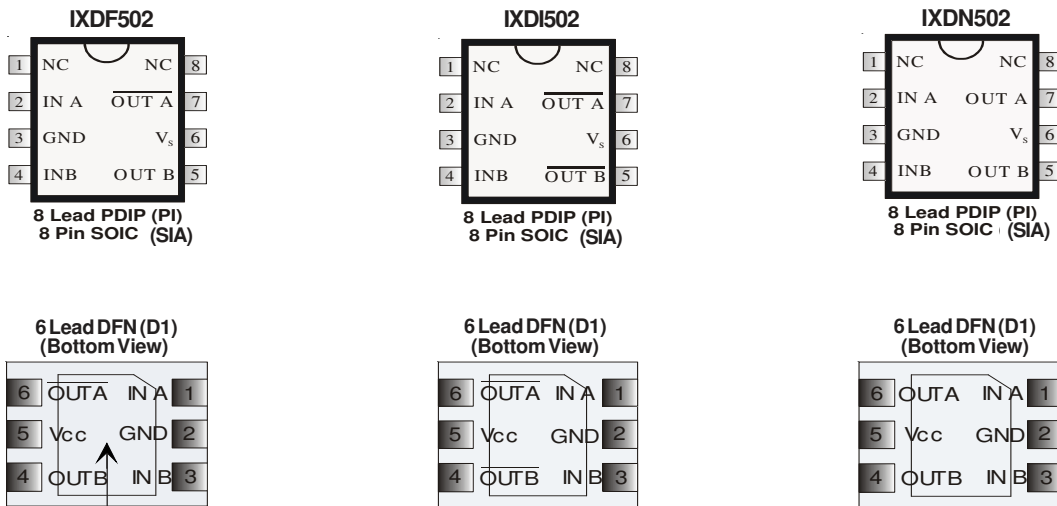 IXDF502
1 NC NC 8
2 IN A OUT A 7
3 GND Vs 6
4 INB OUT B 5
8 Lead PDIP (PI)
8 Pin SOIC (SIA)
IXDI502
1 NC NC 8
2 IN A OUT A 7
3 GND Vs 6
4 INB OUT B 5
8 Lead PDIP (PI)
8 Pin SOIC (SIA)
IXDN502
1 NC NC 8
2 IN A OUT A 7
3 GND Vs 6
4 INB OUT B 5
8 Lead PDIP (PI)
8 Pin SOIC (SIA)
6 Lead DFN (D1)
(Bottom View)
6 OUTA IN A 1
5 Vcc GND 2
4 OUTB IN B 3
6 Lead DFN (D1)
(Bottom View)
6 OUTA IN A 1
5 Vcc GND 2
4 OUTB IN B 3
6 Lead DFN (D1)
(Bottom View)
6 OUTA IN A 1
5 Vcc GND 2
4 OUTB IN B 3